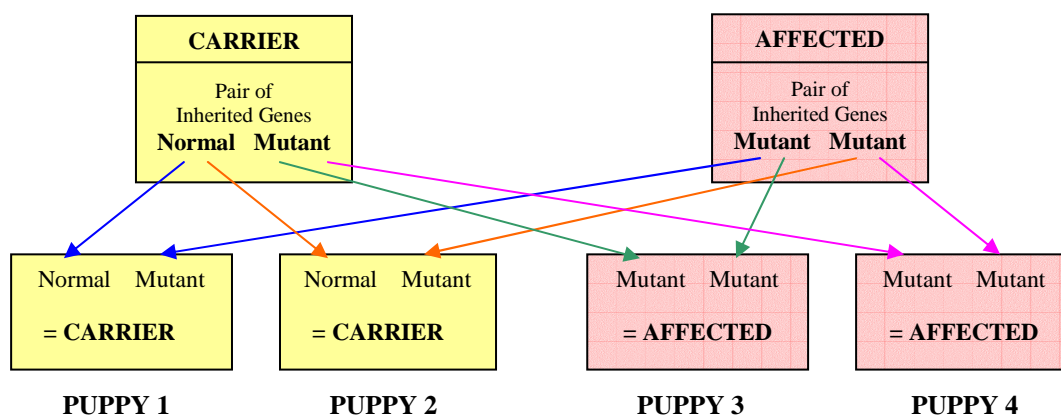 CARRIER
Pair of
Inherited Genes
Normal Mutant
AFFECTED
Pair of
Inherited Genes
Mutant Mutant
Normal Mutant
= CARRIER
Normal Mutant
= CARRIER
Mutant Mutant
= AFFECTED
Mutant Mutant
= AFFECTED
PUPPY 1
PUPPY 2
PUPPY 3
PUPPY 4